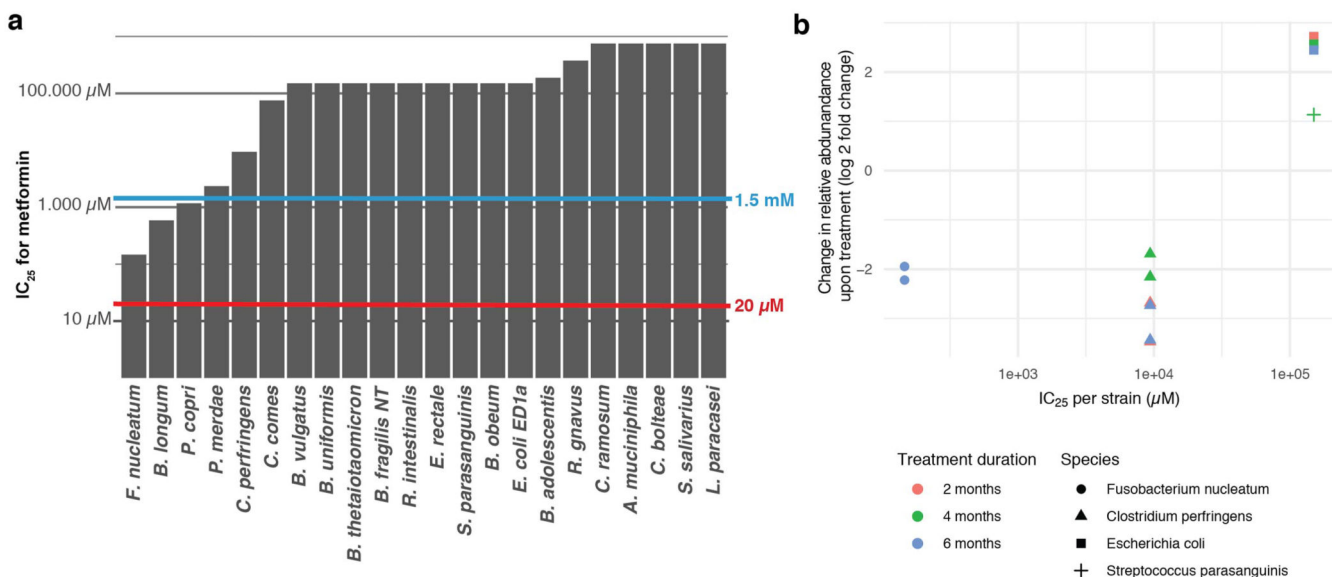 a
IC25 for metformin
100.000 µM
1.000 µM
10 µM
1.5 mM
20 µM
F. nucleatum
B. longum
P. copri
P. merdae
C. perfringens
C. comes
B. vulgatus
B. uniformis
B. thetaiotaomicron
B. fragilis NT
R. intestinalis
E. rectale
S. parasanguinis
B. obeum
E. coli ED1a
B. adolescentis
R. gnavus
C. ramosum
A. muciniphila
C. bolteae
S. salivarius
L. paracasei
b
Change in relative abdunandance
upon treatment (log 2 fold change)
2
0
−2
1e+03
1e+04
1e+05
IC25 per strain (µM)
Treatment duration
2 months
4 months
6 months
Species
Fusobacterium nucleatum
Clostridium perfringens
Escherichia coli
Streptococcus parasanguinis